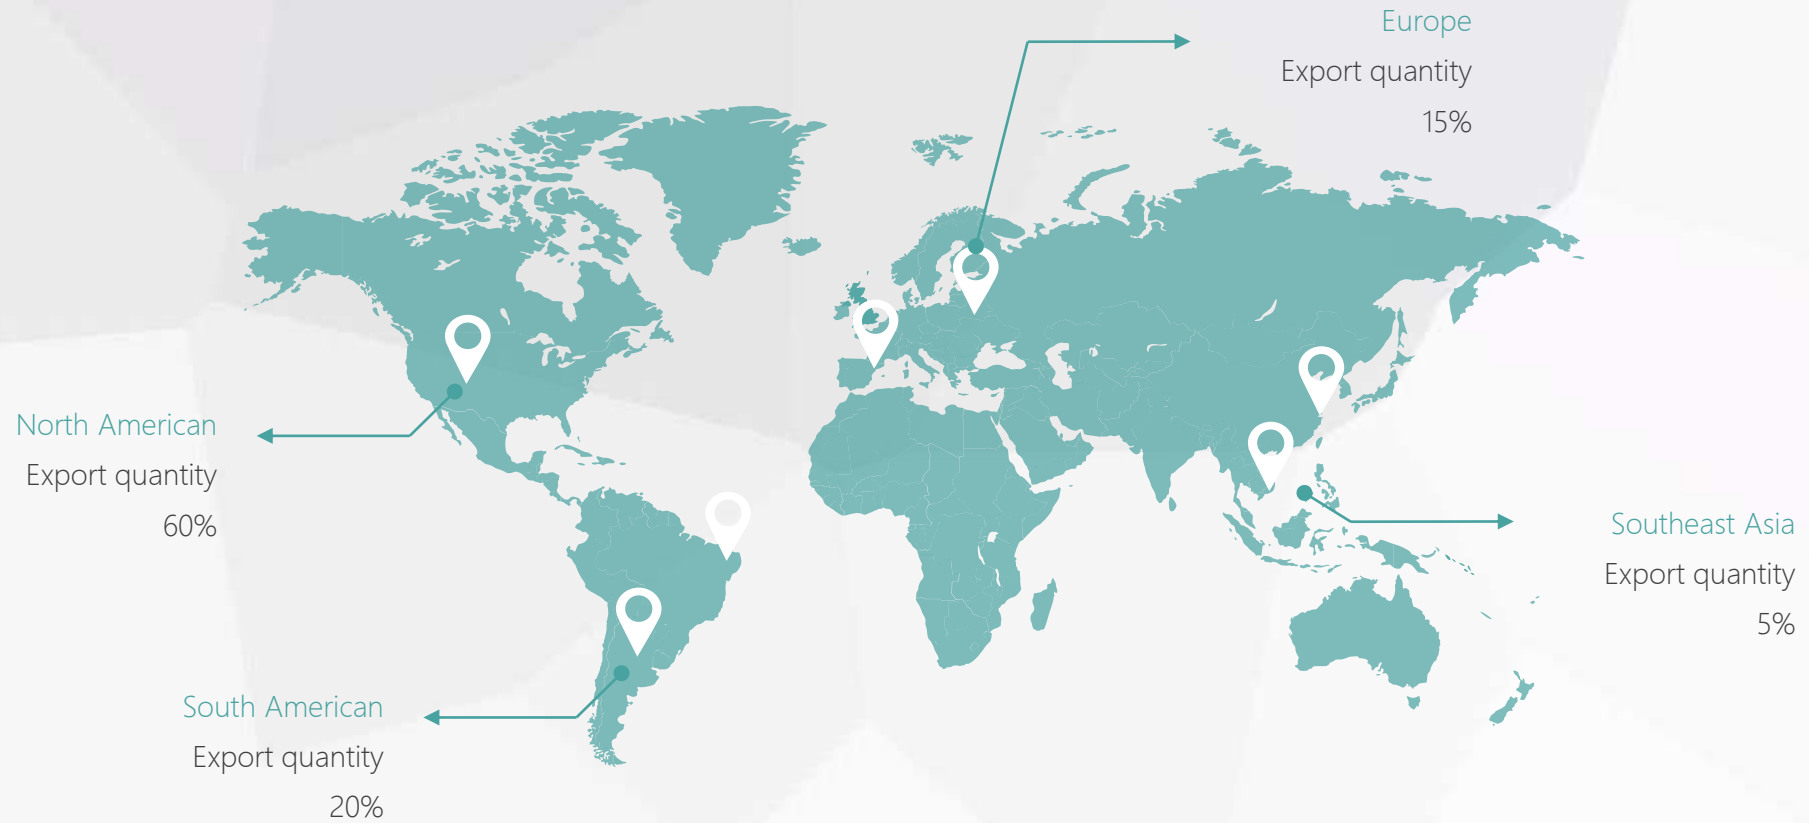 Europe
Export quantity
15%
North American
Export quantity
60%
Southeast Asia
Export quantity
5%
South American
Export quantity
20%